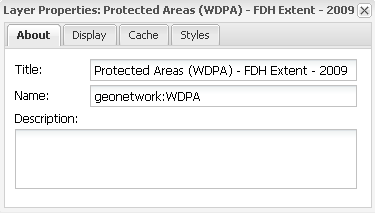 Layer Properties: Protected Areas (WDPA) - FDH Extent - 2009
About Display Cache Styles
Title: Protected Areas (WDPA) - FDH Extent - 2009
Name: geonetwork:WDPA
Description: